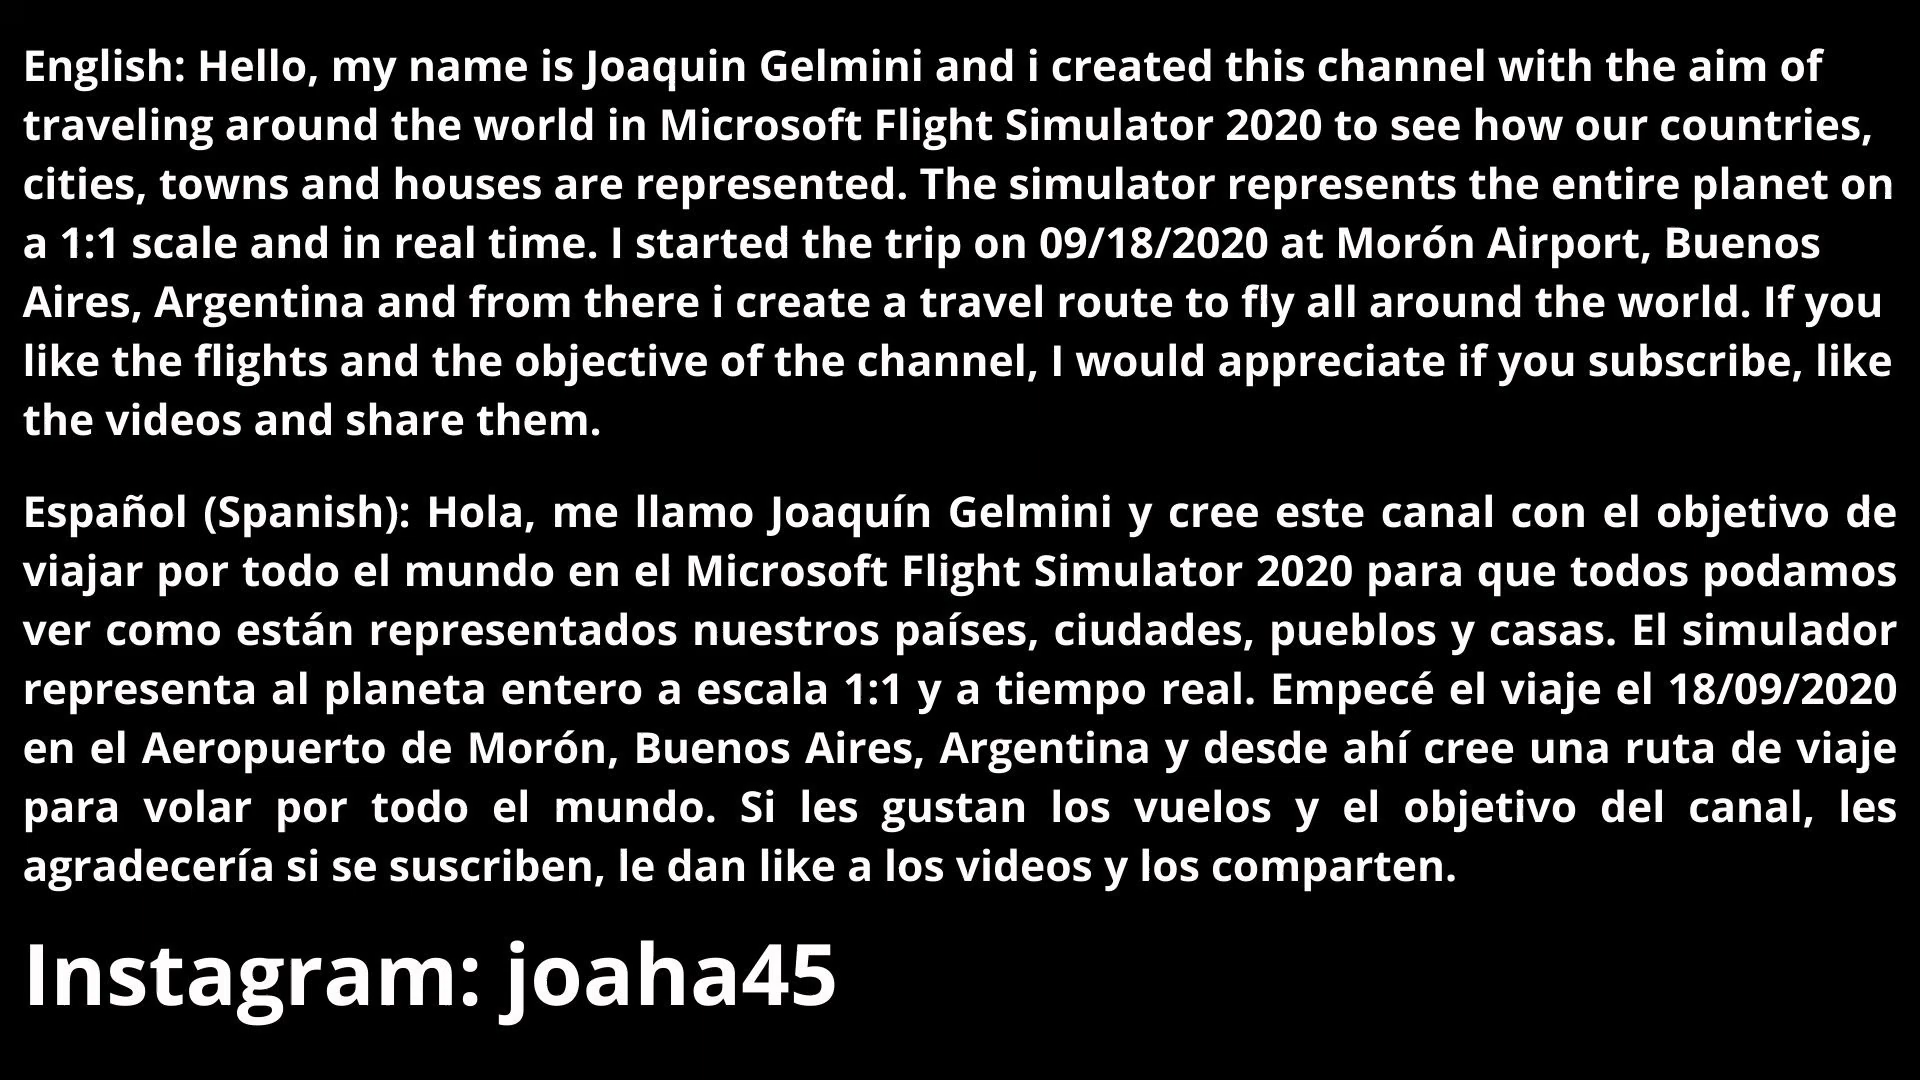 English: Hello, my name is Joaquin Gelmini and i created this channel with the aim of
traveling around the world in Microsoft Flight Simulator 2020 to see how our countries,
cities, towns and houses are represented. The simulator represents the entire planet on
a 1:1 scale and in real time. I started the trip on 09/18/2020 at Morón Airport, Buenos
Aires, Argentina and from there i create a travel route to fly all around the world. If you
like the flights and the objective of the channel, I would appreciate if you subscribe, like
the videos and share them.
Español (Spanish): Hola, me llamo Joaquín Gelmini y cree este canal con el objetivo de
viajar por todo el mundo en el Microsoft Flight Simulator 2020 para que todos podamos
ver como están representados nuestros países, ciudades, pueblos y casas. El simulador
representa al planeta entero a escala 1:1 y a tiempo real. Empecé el viaje el 18/09/2020
en el Aeropuerto de Morón, Buenos Aires, Argentina y desde ahí cree una ruta de viaje
para volar por todo el mundo. Si les gustan los vuelos y el objetivo del canal, les
agradecería si se suscriben, le dan like a los videos y los comparten.
Instagram: joaha45